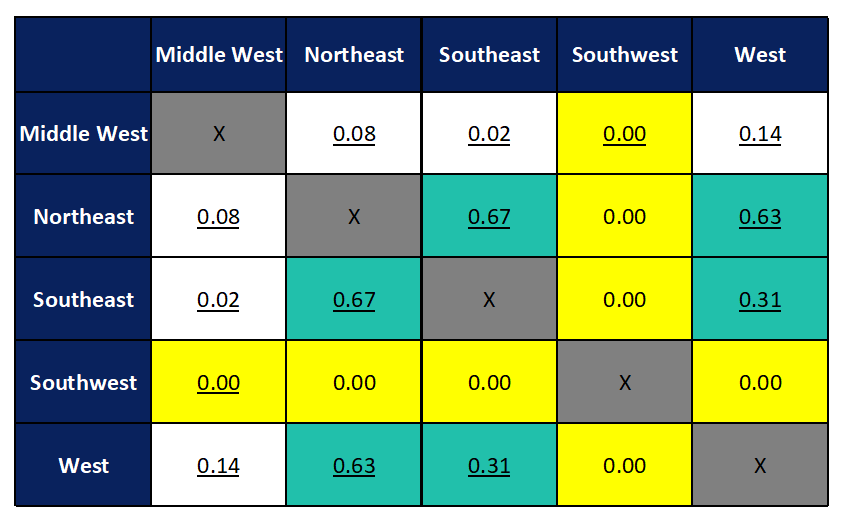 Middle West Northeast Southeast Southwest West
Middle West X 0.08 0.02 0.00 0.14
Northeast 0.08 X 0.67 0.00 0.63
Southeast 0.02 0.67 X 0.00 0.31
Southwest 0.00 0.00 0.00 X 0.00
West 0.14 0.63 0.31 0.00 X